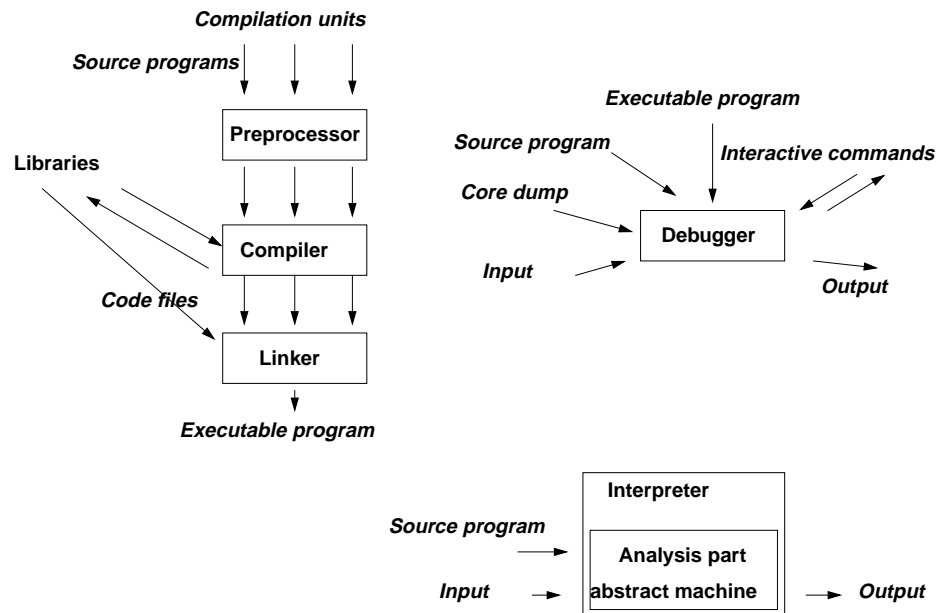 Compilation units
Source programs
Preprocessor
Libraries
Compiler
Code files
Linker
Executable program
Executable program
Source program
Interactive commands
Core dump
Debugger
Input
Output
Interpreter
Source program
Analysis part
Input
abstract machine
Output